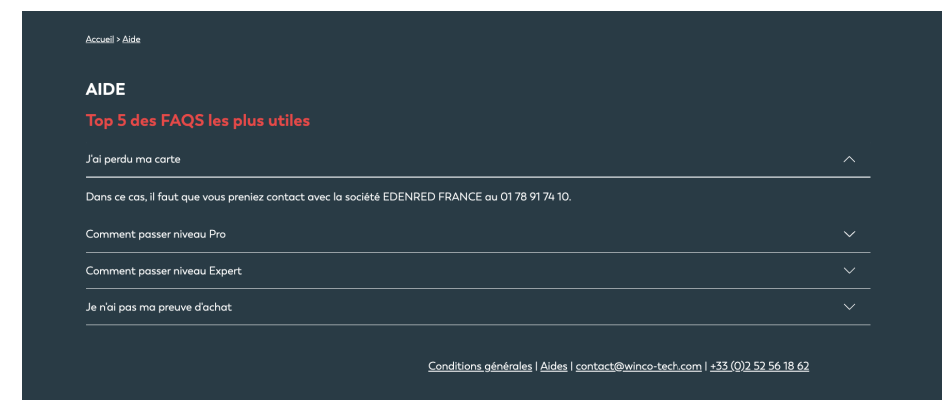 Accueil > Aide
AIDE
Top 5 des FAQS les plus utiles
J'ai perdu ma carte
Dans ce cas, il faut que vous preniez contact avec la société EDENRED FRANCE au 01 78 91 74 10.
Comment passer niveau Pro
Comment passer niveau Expert
Je n'ai pas ma preuve d'achat
Conditions générales | Aides | contact@winco-tech.com | +33 (0)2 52 56 18 62